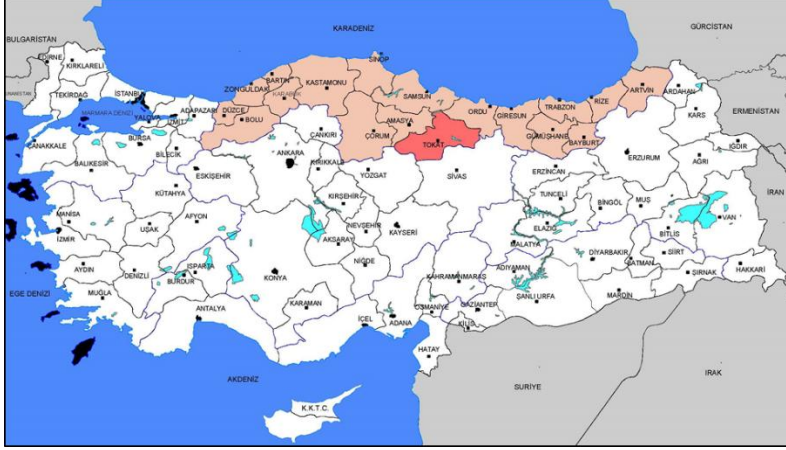 KARADENİZ
GÜRCİSTAN
BULGARİSTAN
EDİRNE
KIRKLARELİ
TEKİRDAĞ
İSTANBUL
MARMARA DENİZİ
YALOVA
İZMİT
ADAPAZARI
DÜZCE
BOLU
ZONGULDAK
BARTIN
KARABÜK
KASTAMONU
SİNOP
SAMSUN
AMASYA
ÇORUM
ÇANKIRI
TOKAT
ORDU
GİRESUN
TRABZON
RİZE
ARTVİN
ARDAHAN
GÜMÜŞHANE
BAYBURT
KARS
ERMENİSTAN
IĞDIR
AĞRI
ERZURUM
ERZİNCAN
ÇANAKKALE
BURSA
BİLECİK
BALIKESİR
ESKİŞEHİR
ANKARA
KIRIKKALE
YOZGAT
SİVAS
KÜTAHYA
KIRŞEHİR
TUNCELİ
BİNGÖL
MUŞ
İRAN
VAN
MANİSA
İZMİR
UŞAK
AFYON
NEVŞEHİR
AKSARAY
KAYSERİ
ELAZIĞ
MALATYA
BİTLİS
NİĞDE
DİYARBAKIR
BATMAN
SİİRT
ŞIRNAK
HAKKARİ
AYDIN
DENİZLİ
ISPARTA
BURDUR
KONYA
KAHRAMANMARAŞ
ADIYAMAN
MARDİN
EGE DENİZİ
MUĞLA
ANTALYA
KARAMAN
İÇEL
ADANA
OSMANİYE
GAZİANTEP
ŞANLI URFA
KİLİS
HATAY
AKDENİZ
K.K.T.C.
SURİYE
IRAK